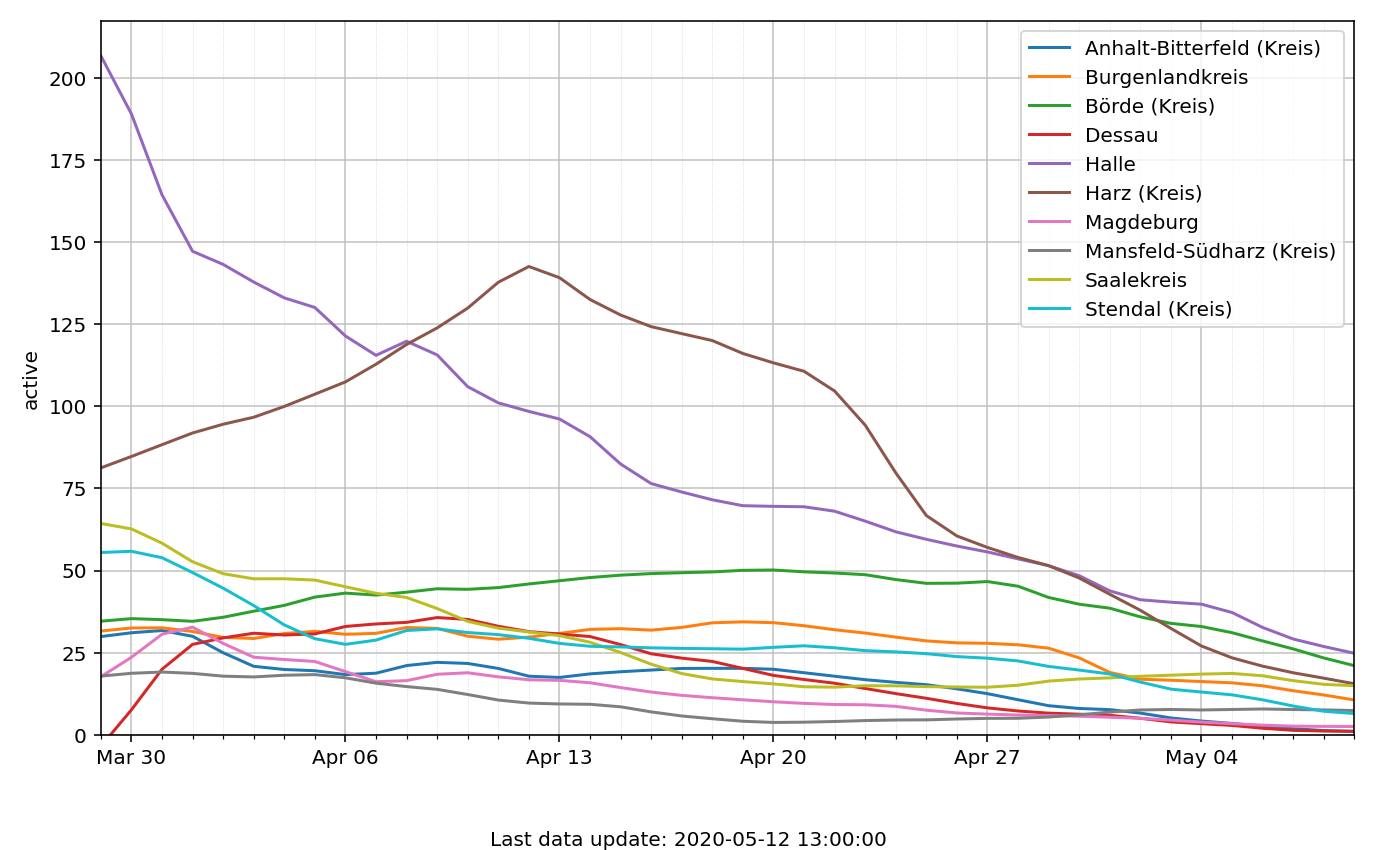 200
175
150
125
100
75
50
25
0
active
Mar 30
Apr 06
Apr 13
Apr 20
Apr 27
May 04
Anhalt-Bitterfeld (Kreis)
Burgenlandkreis
Börde (Kreis)
Dessau
Halle
Harz (Kreis)
Magdeburg
Mansfeld-Südharz (Kreis)
Saalekreis
Stendal (Kreis)
Last data update: 2020-05-12 13:00:00